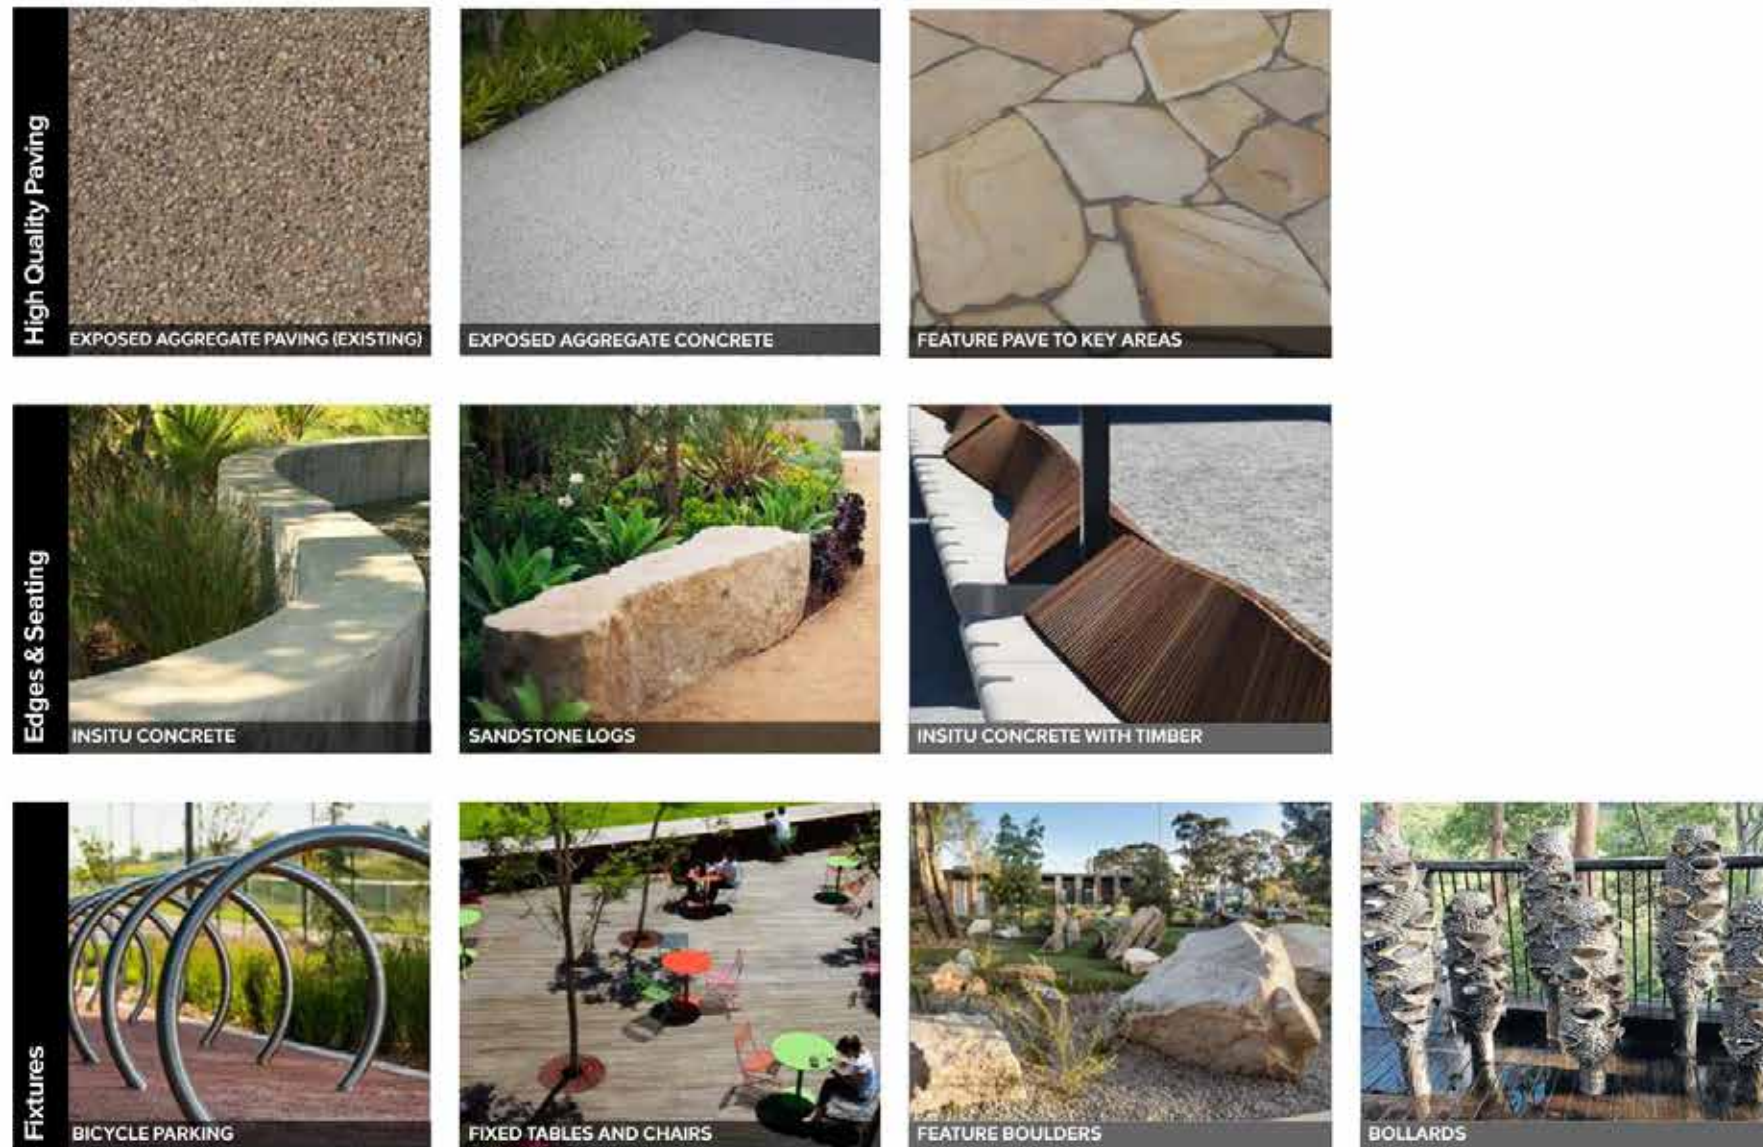 High Quality Paving
EXPOSED AGGREGATE PAVING (EXISTING)
EXPOSED AGGREGATE CONCRETE
FEATURE PAVE TO KEY AREAS
Edges & Seating
INSITU CONCRETE
SANDSTONE LOGS
INSITU CONCRETE WITH TIMBER
Fixtures
BICYCLE PARKING
FIXED TABLES AND CHAIRS
FEATURE BOULDERS
BOLLARDS